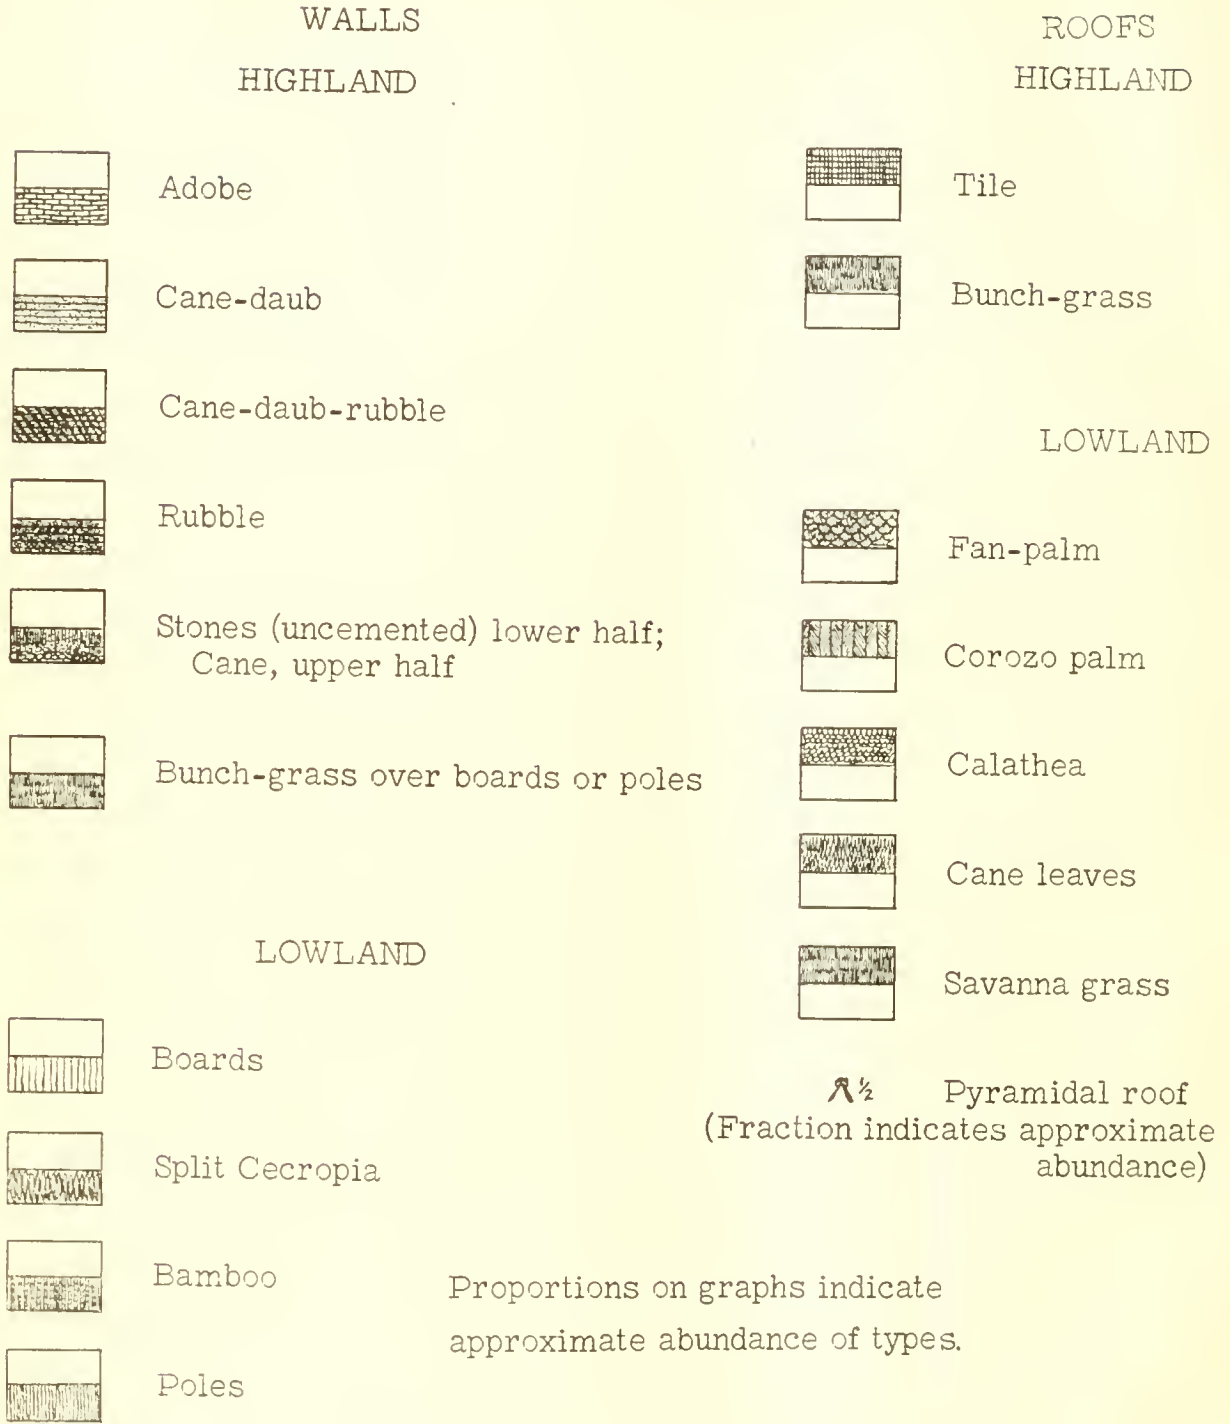 WALLS
HIGHLAND
Adobe
Cane-daub
Cane-daub-rubble
Rubble
Stones (uncemented) lower half;
Cane, upper half
Bunch-grass over boards or poles
LOWLAND
Boards
Split Cecropia
Bamboo
Poles
Proportions on graphs indicate
approximate abundance of types.
ROOFS
HIGHLAND
Tile
Bunch-grass
LOWLAND
Fan-palm
Corozo palm
Calathea
Cane leaves
Savanna grass
½ Pyramidal roof
(Fraction indicates approximate
abundance)